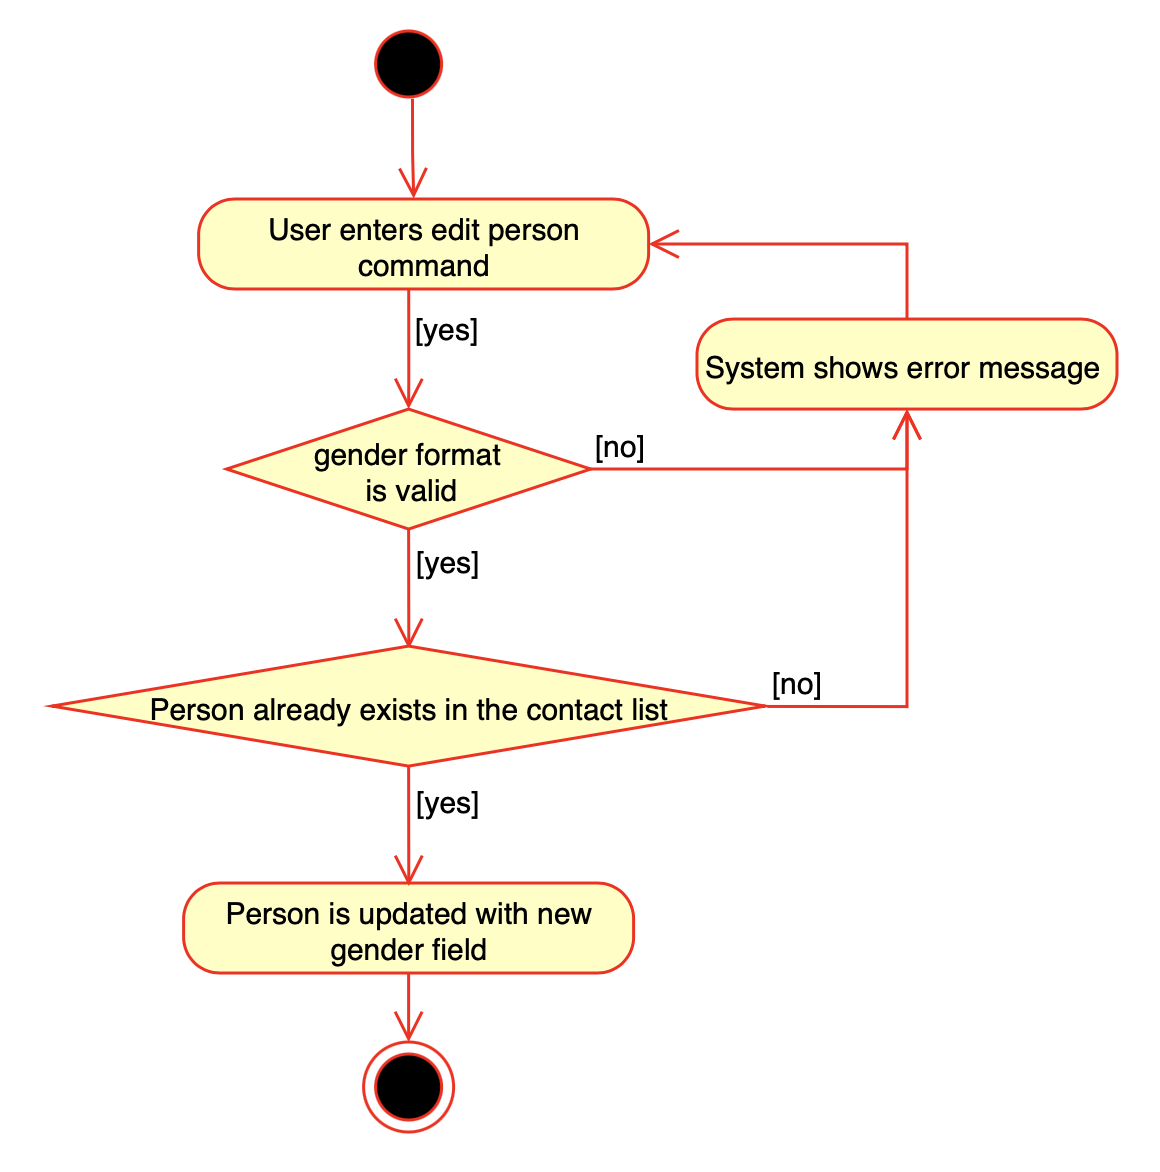 User enters edit person
command
[yes]
System shows error message
gender format
is valid
[no]
[yes]
Person already exists in the contact list
[no]
[yes]
Person is updated with new
gender field